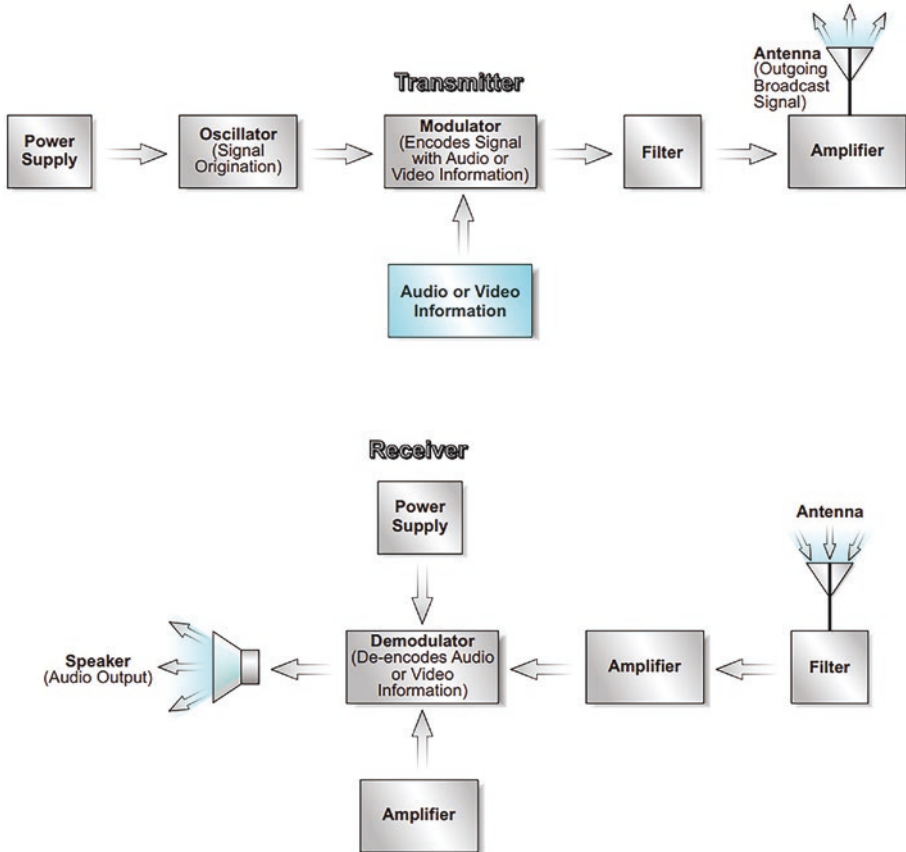 Transmitter
Antenna
(Outgoing
Broadcast
Signal)
Power
Supply
Oscillator
(Signal
Origination)
Modulator
(Encodes Signal
with Audio or
Video Information)
Filter
Amplifier
Audio or Video
Information
Receiver
Power
Supply
Antenna
Speaker
(Audio Output)
Demodulator
(De-encodes Audio
or Video
Information)
Amplifier
Filter
Amplifier